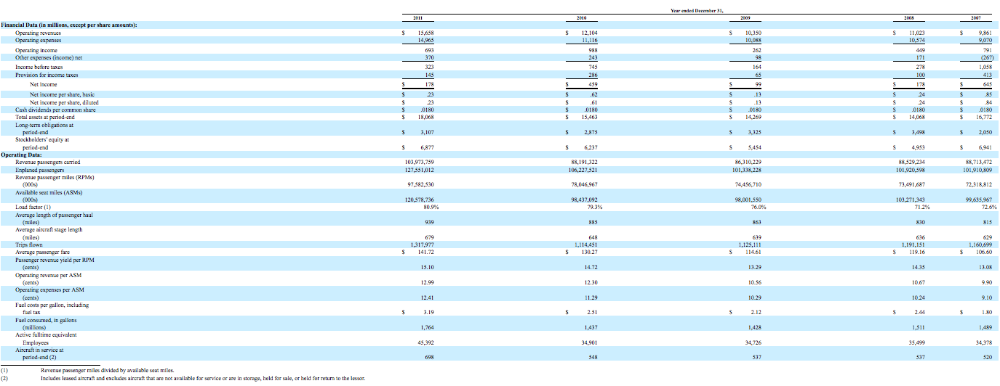 Year ended December 31,
2011 2010 2009 2008 2007
Financial Data (in millions, except per share amounts):
Operating revenues $ 15,658 $ 12,104 $ 10,350 $ 11,023 $ 9,861
Operating expenses 14,965 11,116 10,088 10,574 9,070
Operating income 693 988 262 449 791
Other expenses (income) net 370 243 98 171 (267)
Income before taxes 323 745 164 278 1,058
Provision for income taxes 145 286 65 100 413
Net income $ 178 $ 459 $ 99 $ 178 $ 645
Net income per share, basic $ .23 $ .62 $ .13 $ .24 $ .85
Net income per share, diluted $ .23 $ .61 $ .13 $ .24 $ .84
Cash dividends per common share $ .0180 $ .0180 $ .0180 $ .0180 $ .0180
Total assets at period-end $ 18,068 $ 15,463 $ 14,269 $ 14,068 $ 16,772
Long-term obligations at
period-end $ 3,107 $ 2,875 $ 3,325 $ 3,498 $ 2,050
Stockholders' equity at
period-end $ 6,877 $ 6,237 $ 5,454 $ 4,953 $ 6,941
Operating Data:
Revenue passengers carried 103,973,759 88,191,322 86,310,229 88,529,234 88,713,472
Enplaned passengers 127,551,012 106,227,521 101,338,228 101,920,598 101,910,809
Revenue passenger miles (RPMs)
(000s) 97,582,530 78,046,967 74,456,710 73,491,687 72,318,812
Available seat miles (ASMs)
(000s) 120,578,736 98,437,092 98,001,550 103,271,343 99,635,967
Load factor (1) 80.9% 79.3% 76.0% 71.2% 72.6%
Average length of passenger haul
(miles) 939 885 863 830 815
Average aircraft stage length
(miles) 679 648 639 636 629
Trips flown 1,317,977 1,114,451 1,125,111 1,191,151 1,160,699
Average passenger fare $ 141.72 $ 130.27 $ 114.61 $ 119.16 $ 106.60
Passenger revenue yield per RPM
(cents) 15.10 14.72 13.29 14.35 13.08
Operating revenue per ASM
(cents) 12.99 12.30 10.56 10.67 9.90
Operating expenses per ASM
(cents) 12.41 11.29 10.29 10.24 9.10
Fuel costs per gallon, including
fuel tax $ 3.19 $ 2.51 $ 2.12 $ 2.44 $ 1.80
Fuel consumed, in gallons
(millions) 1,764 1,437 1,428 1,511 1,489
Active fulltime equivalent
Employees 45,392 34,901 34,726 35,499 34,378
Aircraft in service at
period-end (2) 698 548 537 537 520
(1) Revenue passenger miles divided by available seat miles.
(2) Includes leased aircraft and excludes aircraft that are not available for service or are in storage, held for sale, or held for return to the lessor.